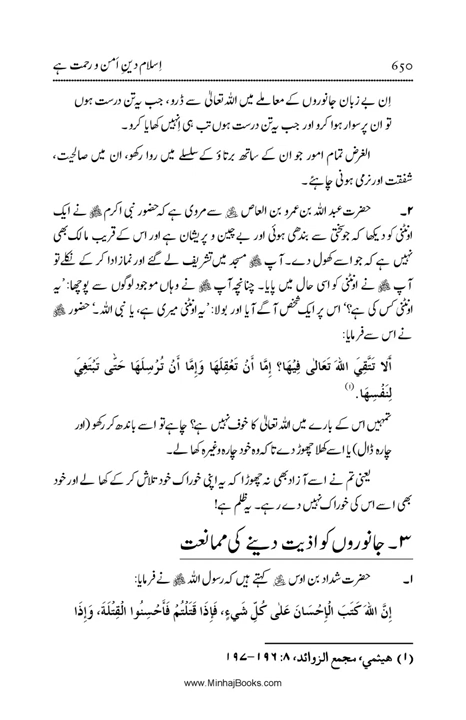 اِسلام دینِ اَمن و رحمت ہے
650
اِن بے زبان جانوروں کے معاملے میں اللہ تعالیٰ سے ڈرو، جب یہ تن درست ہوں
تو ان پر سوار ہوا کرو اور جب یہ تن درست ہوں تب ہی اِنہیں کھایا کرو۔
الغرض تمام امور جو ان کے ساتھ برتاؤ کے سلسلے میں روا رکھو، ان میں صالحیت،
شفقت اور نرمی ہونی چاہئے۔
۲۔ حضرت عبد اللہ بن عمرو بن العاص ﷺ سے مروی ہے کہ حضور نبی اکرم ﷺ نے ایک
اونٹنی کو دیکھا کہ جو سختی سے بندھی ہوئی اور بے چین و پریشان ہے اور اس کے قریب مالک بھی
نہیں ہے کہ جو اسے کھول دے۔ آپ ﷺ مسجد میں تشریف لے گئے اور نماز ادا کر کے نکلے تو
آپ ﷺ نے اونٹنی کو اسی حال میں پایا۔ چنانچہ آپ ﷺ نے وہاں موجود لوگوں سے پوچھا: ’یہ
اونٹنی کس کی ہے؟‘ اس پر ایک شخص آگے آیا اور بولا: ’یہ اونٹنی میری ہے، یا نبی اللہ۔‘ حضور ﷺ
نے اس سے فرمایا:
أَلَا تَتَّقِيَ اللهَ تَعَالٰى فِيْهَا؟ إِمَّا أَنْ تَعْقِلَهَا وَإِمَّا أَنْ تُرْسِلَهَا حَتّٰى تَبْتَغِيَ
لِنَفْسِهَا. (۱)
تمہیں اس کے بارے میں اللہ تعالیٰ کا خوف نہیں ہے؟ چاہے تو اسے باندھ کر رکھو (اور
چارہ ڈال) یا اسے کھلا چھوڑ دے تاکہ وہ خود چارہ وغیرہ کھا لے۔
یعنی تم نے اسے آزاد بھی نہ چھوڑا کہ یہ اپنی خوراک خود تلاش کر کے کھا لے اور خود
بھی اسے اس کی خوراک نہیں دے رہے۔ یہ ظلم ہے!
۳۔ جانوروں کو اذیت دینے کی ممانعت
۱۔ حضرت شداد بن اوس کہتے ہیں کہ رسول اللہ ﷺ نے فرمایا:
إِنَّ اللهَ كَتَبَ الْإِحْسَانَ عَلٰى كُلِّ شَيءٍ، فَإِذَا قَتَلْتُمْ فَأَحْسِنُوا الْقِتْلَةَ، وَإِذَا
(۱) هيثمي، مجمع الزوائد، ۸: ۱۹۶-۱۹۷
www.MinhajBooks.com